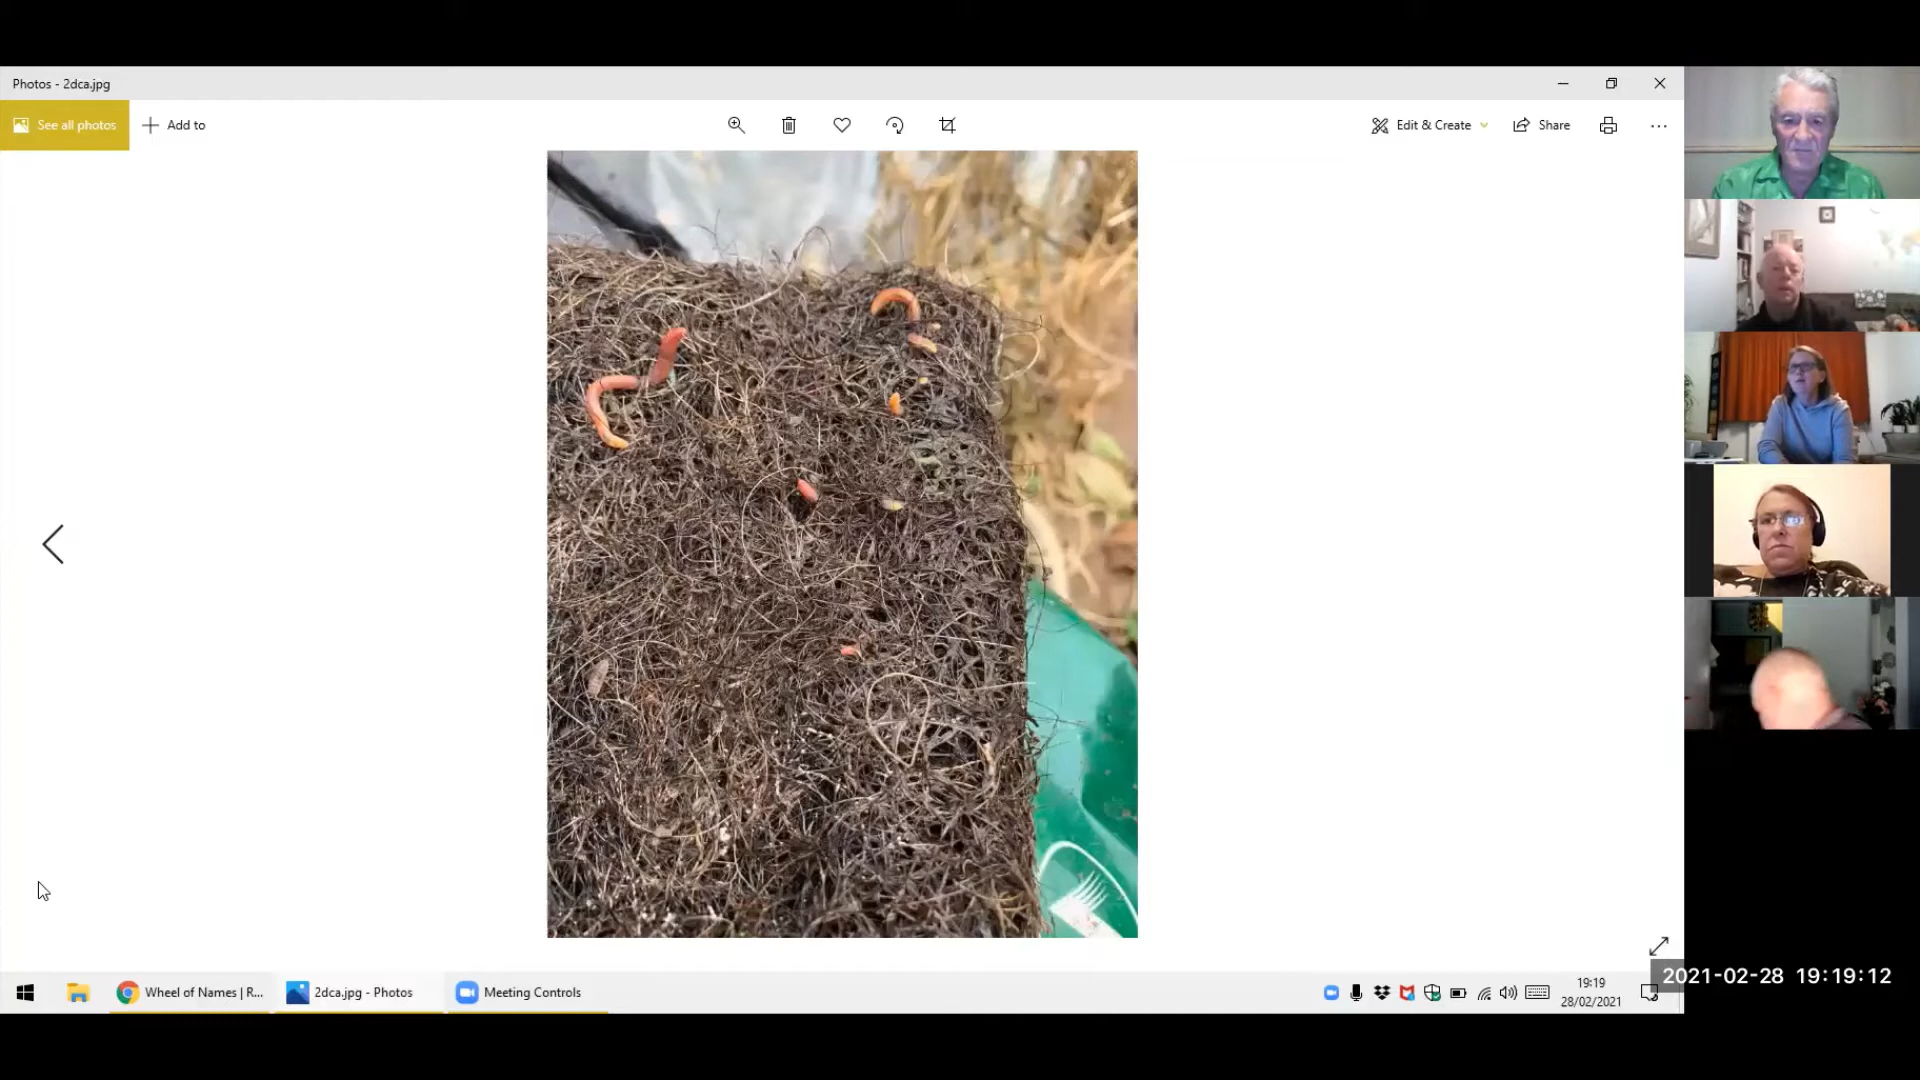 Photos - 2dca.jpg
See all photos
Add to
Edit & Create
Share
Wheel of Names | R...
2dca.jpg - Photos
Meeting Controls
19:19
28/02/2021
2021-02-28 19:19:12